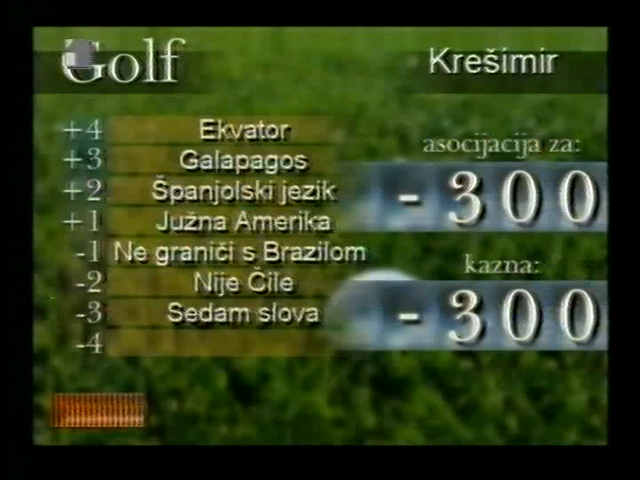 Golf
Krešimir
+4 Ekvator
+3 Galapagos
+2 Španjolski jezik
+1 Južna Amerika
-1 Ne graniči s Brazilom
-2 Nije Čile
-3 Sedam slova
-4
asocijacija za:
-300
kazna:
-300